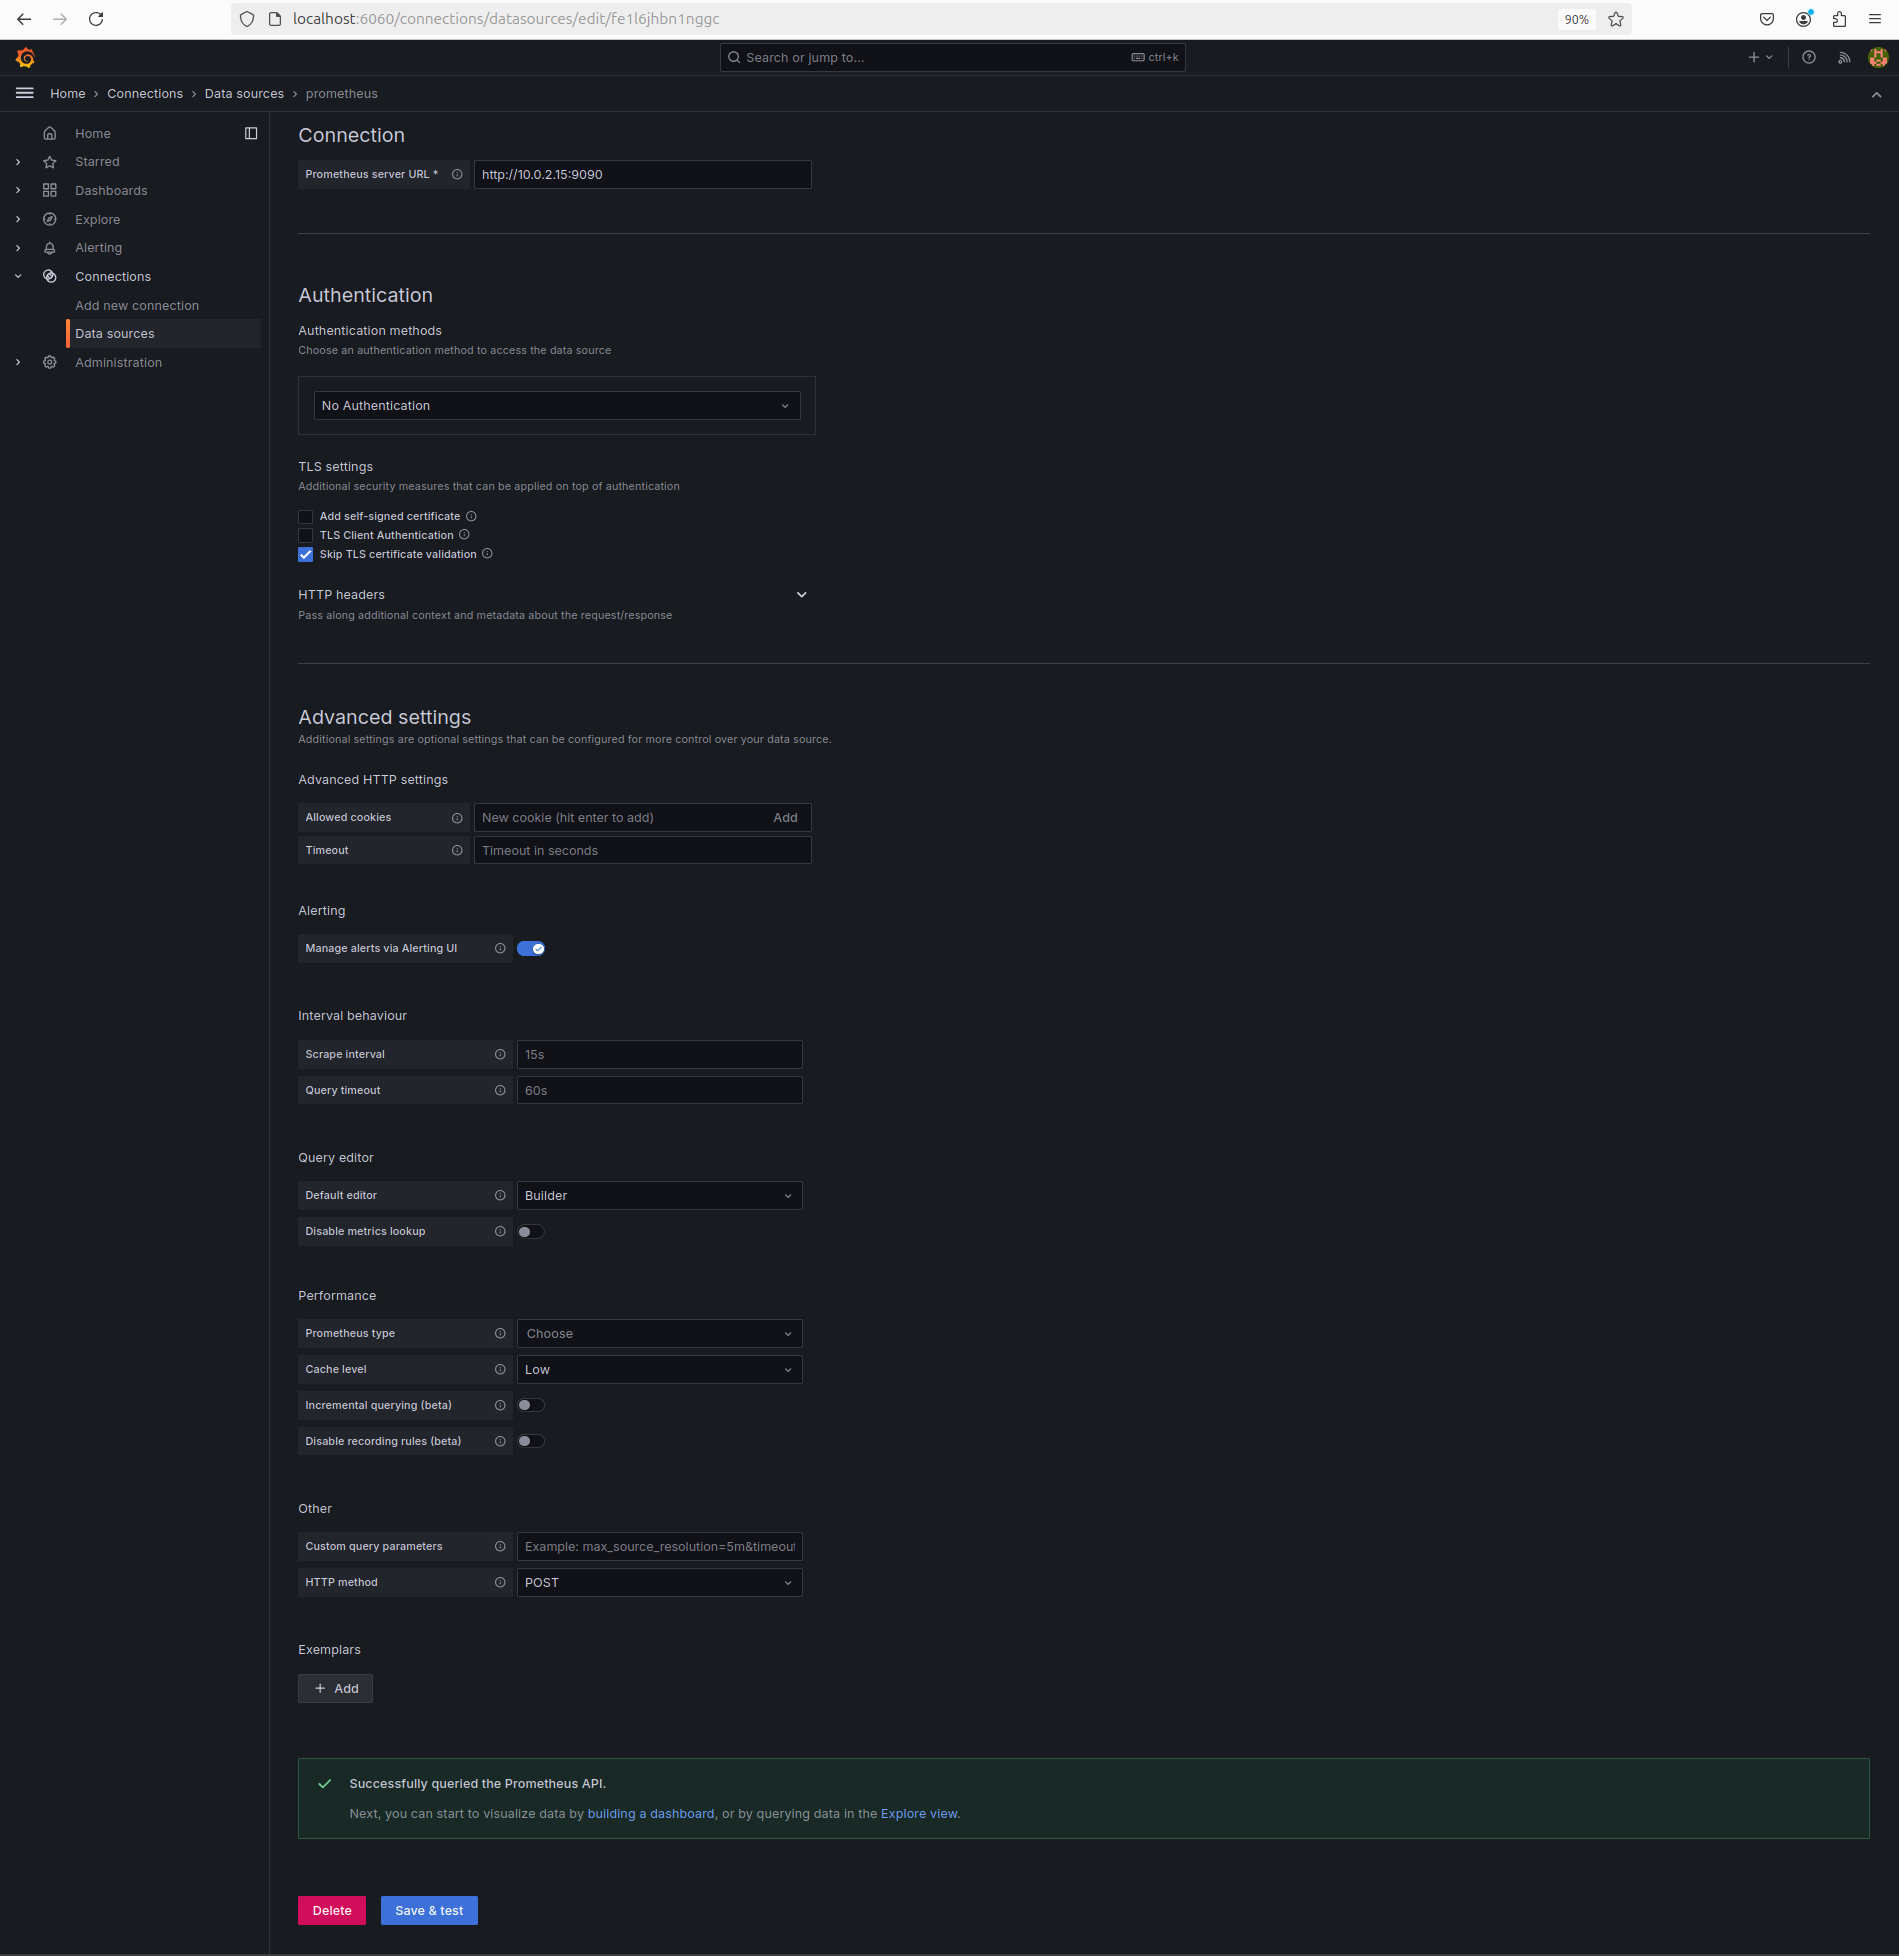 localhost:6060/connections/datasources/edit/fe1l6jhbn1nggc
90%
Search or jump to...
ctrl+k
Home › Connections › Data sources › prometheus
Home
Starred
Dashboards
Explore
Alerting
Connections
Add new connection
Data sources
Administration
Connection
Prometheus server URL *
http://10.0.2.15:9090
Authentication
Authentication methods
Choose an authentication method to access the data source
No Authentication
TLS settings
Additional security measures that can be applied on top of authentication
Add self-signed certificate
TLS Client Authentication
Skip TLS certificate validation
HTTP headers
Pass along additional context and metadata about the request/response
Advanced settings
Additional settings are optional settings that can be configured for more control over your data source.
Advanced HTTP settings
Allowed cookies
New cookie (hit enter to add)
Add
Timeout
Timeout in seconds
Alerting
Manage alerts via Alerting UI
Interval behaviour
Scrape interval
15s
Query timeout
60s
Query editor
Default editor
Builder
Disable metrics lookup
Performance
Prometheus type
Choose
Cache level
Low
Incremental querying (beta)
Disable recording rules (beta)
Other
Custom query parameters
Example: max_source_resolution=5m&timeout
HTTP method
POST
Exemplars
+ Add
Successfully queried the Prometheus API.
Next, you can start to visualize data by building a dashboard, or by querying data in the Explore view.
Delete
Save & test